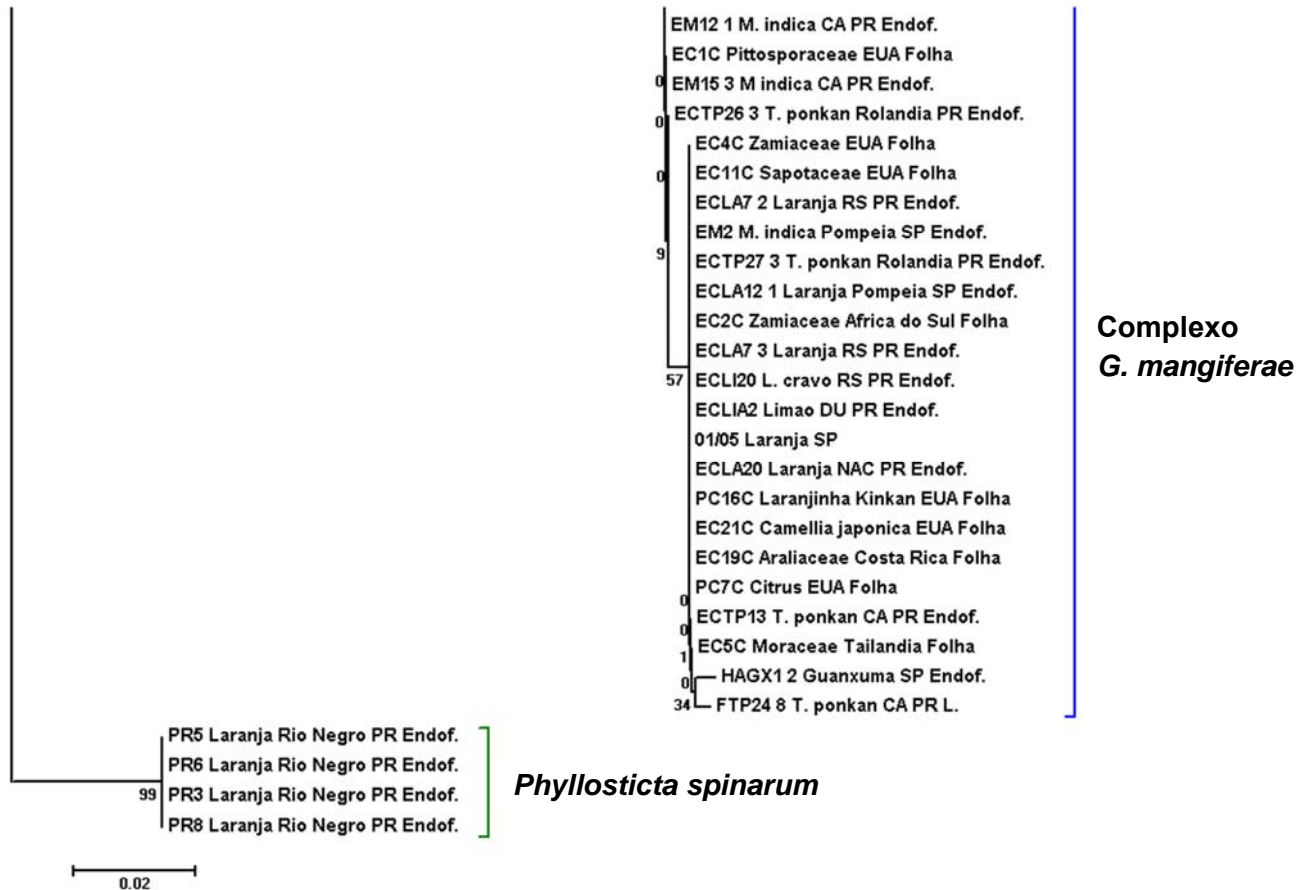 EM12 1 M. indica CA PR Endof.
EC1C Pittosporaceae EUA Folha
0
EM15 3 M indica CA PR Endof.
0
ECTP26 3 T. ponkan Rolandia PR Endof.
EC4C Zamiaceae EUA Folha
0
EC11C Sapotaceae EUA Folha
ECLA7 2 Laranja RS PR Endof.
EM2 M. indica Pompeia SP Endof.
9
ECTP27 3 T. ponkan Rolandia PR Endof.
ECLA12 1 Laranja Pompeia SP Endof.
EC2C Zamiaceae Africa do Sul Folha
ECLA7 3 Laranja RS PR Endof.
57
ECLI20 L. cravo RS PR Endof.
ECLIA2 Limao DU PR Endof.
01/05 Laranja SP
ECLA20 Laranja NAC PR Endof.
PC16C Laranjinha Kinkan EUA Folha
EC21C Camellia japonica EUA Folha
EC19C Araliaceae Costa Rica Folha
PC7C Citrus EUA Folha
0
ECTP13 T. ponkan CA PR Endof.
0
EC5C Moraceae Tailandia Folha
1
HAGX1 2 Guanxuma SP Endof.
0
34
FTP24 8 T. ponkan CA PR L.
Complexo
G. mangiferae
PR5 Laranja Rio Negro PR Endof.
PR6 Laranja Rio Negro PR Endof.
99
PR3 Laranja Rio Negro PR Endof.
PR8 Laranja Rio Negro PR Endof.
Phyllosticta spinarum
0.02